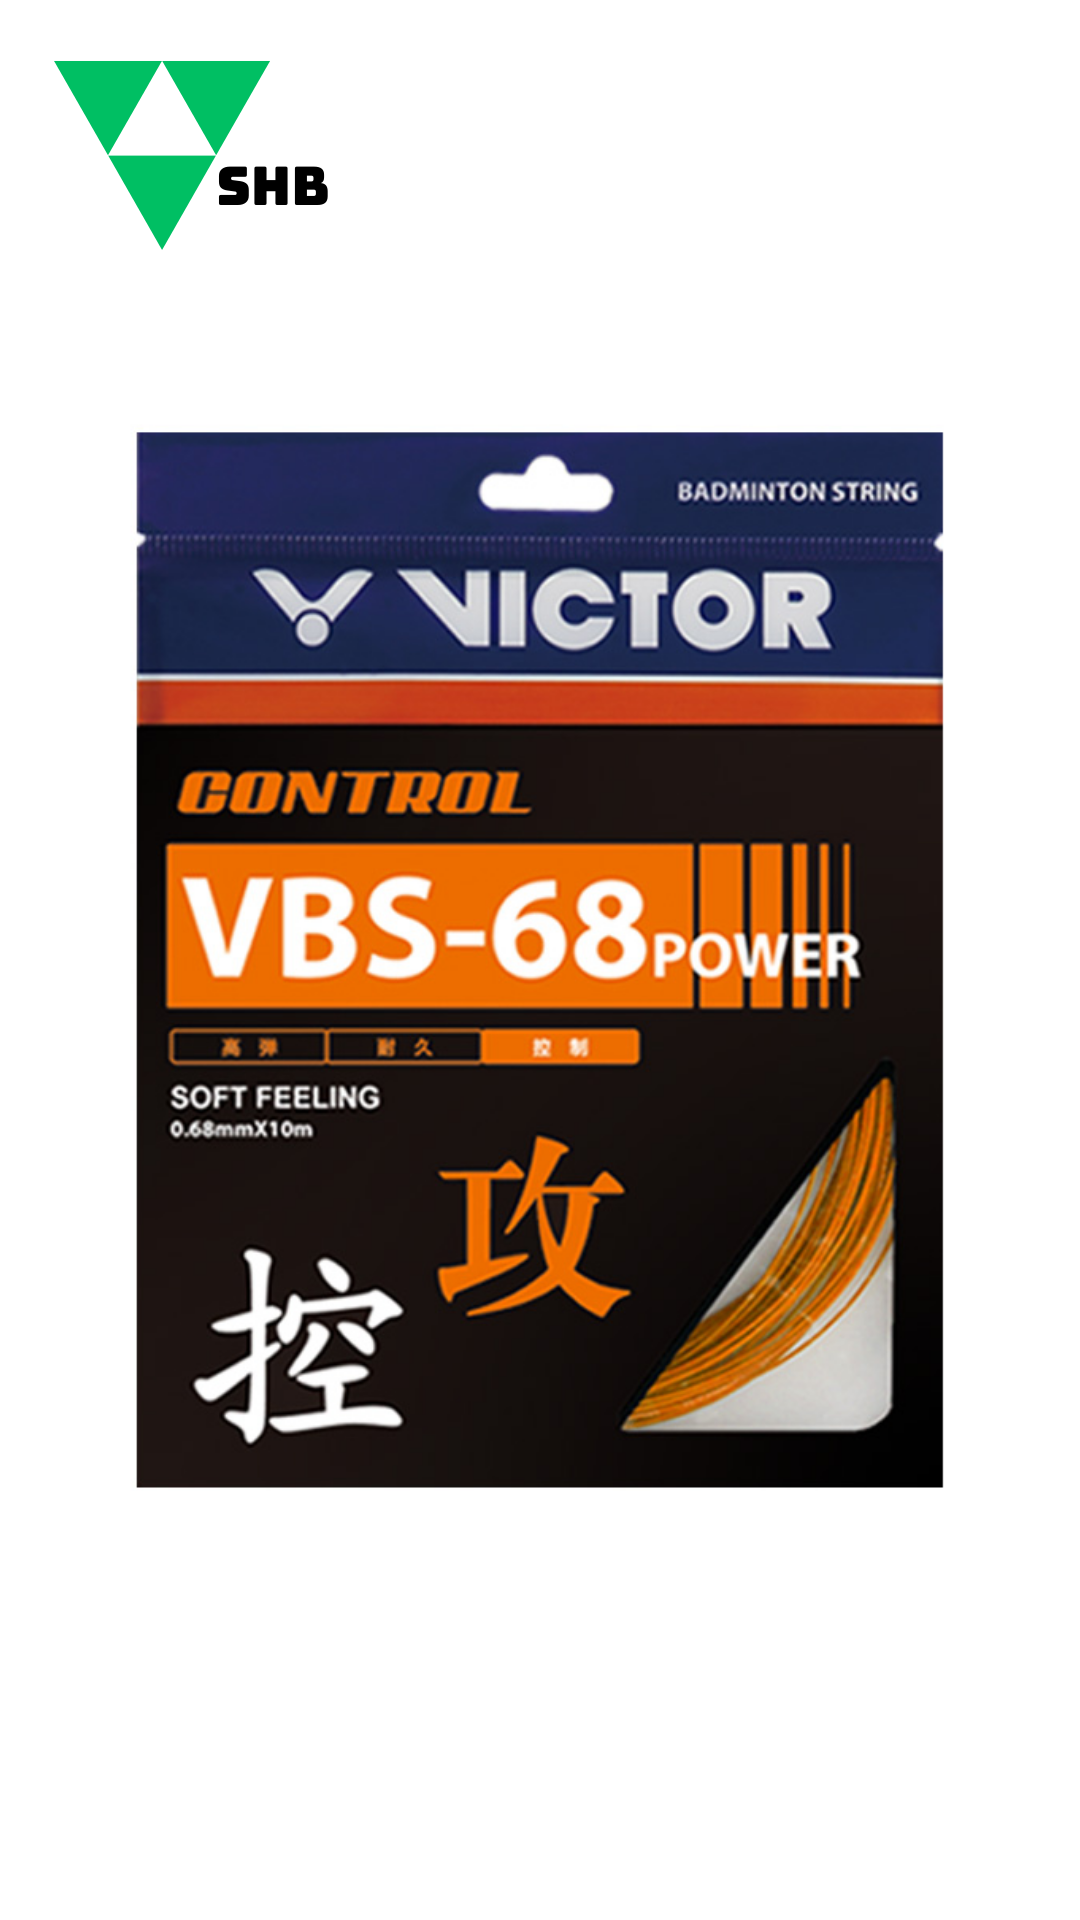 SHB
BADMINTON STRING
VICTOR
CONTROL
VBS-68POWER
高弹 耐久 控制
SOFT FEELING
0.68mmX10m
攻
控